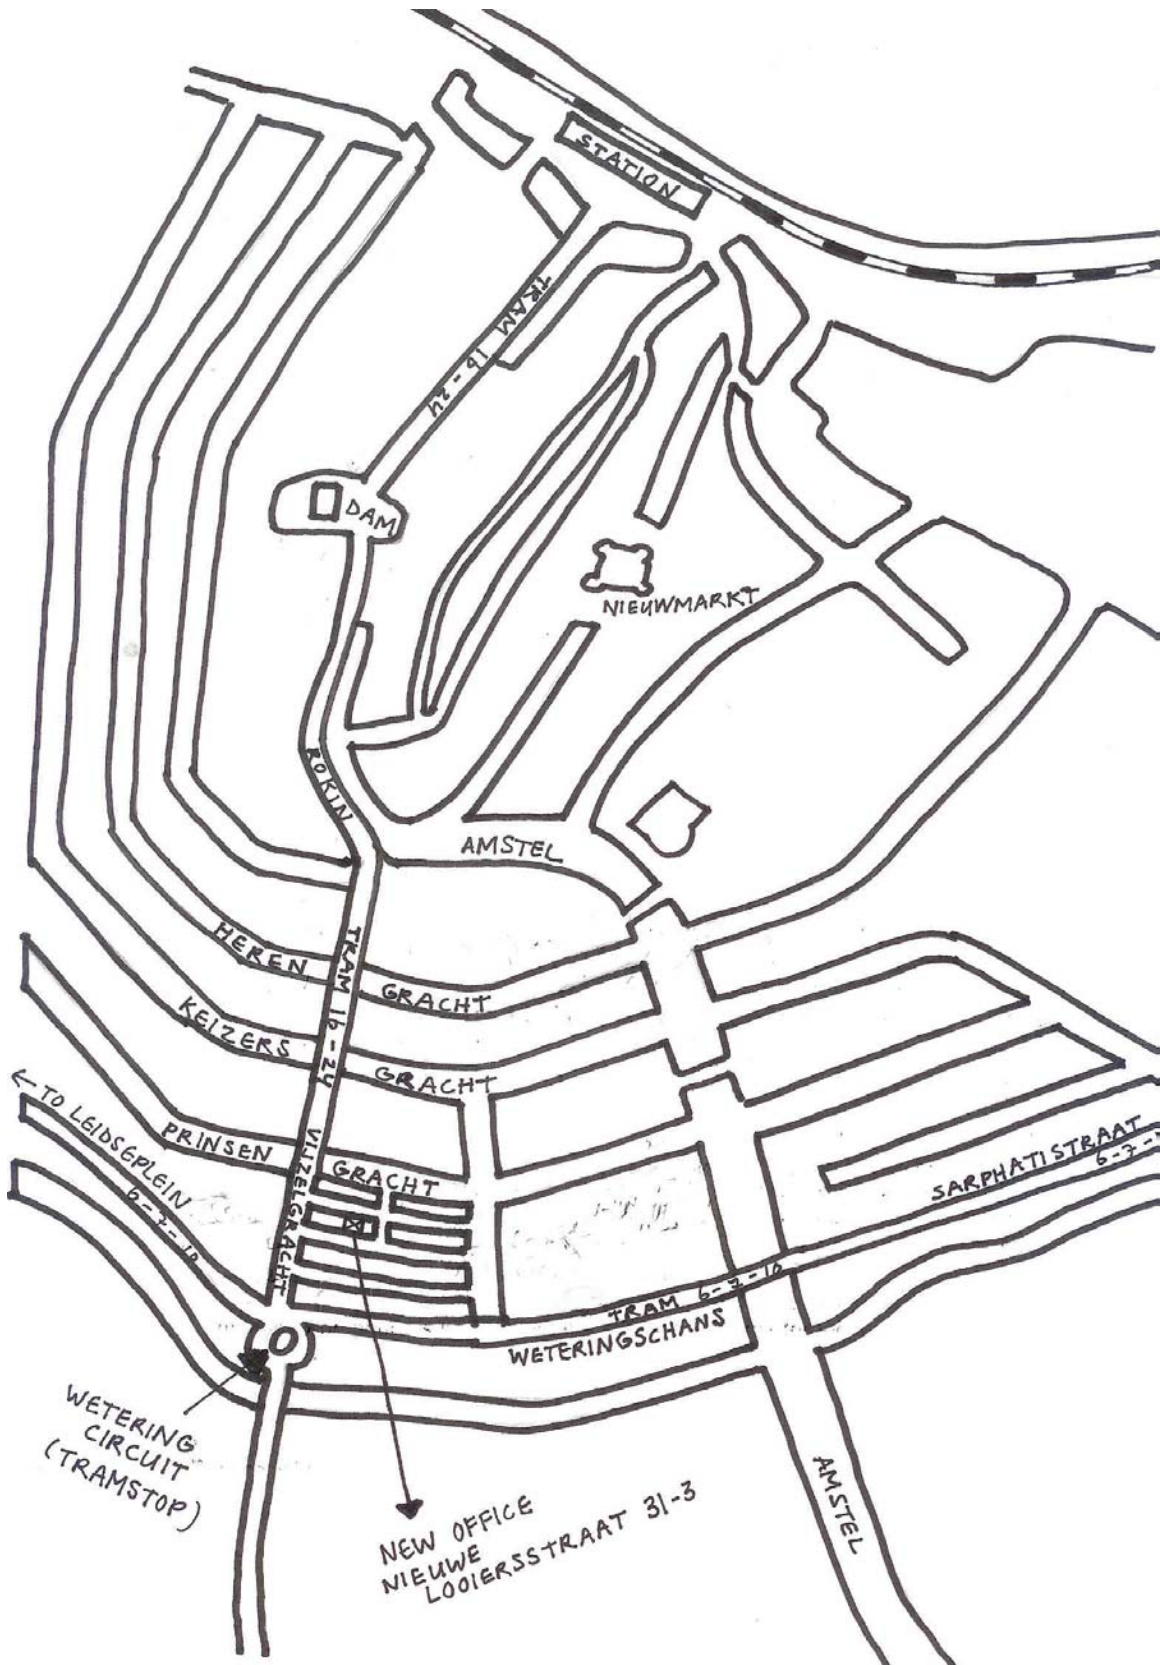 STATION
TRAM 16-24
DAM
NIEUWMARKT
ROKIN
AMSTEL
HEREN GRACHT
TRAM 16-24
KEIZERS GRACHT
← TO LEIDSEPLEIN
6-7-10
PRINSEN GRACHT
VIJZELGRACHT
SARPHATISTRAAT
6-7-
TRAM 6-7-10
WETERINGSCHANS
WETERING
CIRCUIT
(TRAMSTOP)
NEW OFFICE
NIEUWE
LOOIERSSTRAAT 31-3
AMSTEL